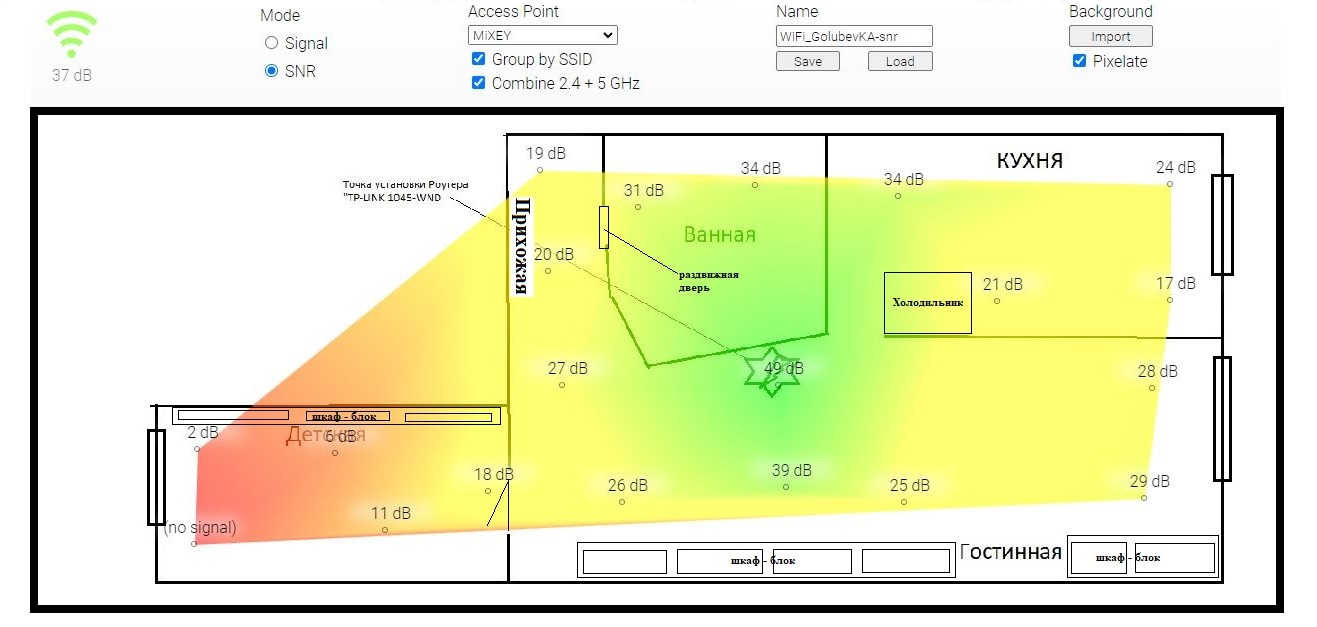 Mode
Access Point
Name
Background
Signal
MiXEY
WiFi_GolubevKA-snr
Import
37 dB
SNR
Group by SSID
Save
Load
Pixelate
Combine 2.4 + 5 GHz
19 dB
КУХНЯ
34 dB
24 dB
Точка установки Роутера
"TP-LINK 1045-WND
31 dB
34 dB
Прихожая
Ванная
20 dB
раздвижная
дверь
21 dB
17 dB
Холодильник
27 dB
49 dB
28 dB
шкаф - блок
2 dB
Детская
6 dB
18 dB
39 dB
26 dB
25 dB
29 dB
11 dB
(no signal)
шкаф - блок
Гостинная
шкаф - блок